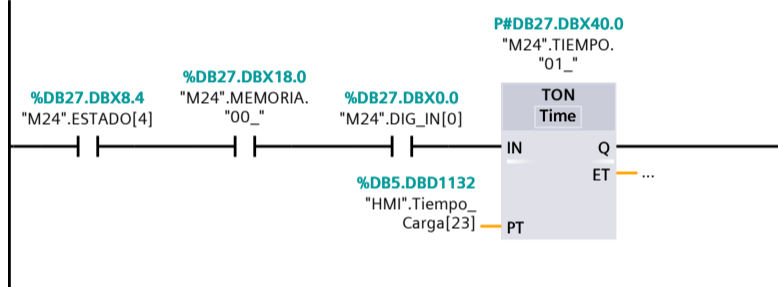 P#DB27.DBX40.0
"M24".TIEMPO.
"01_"
%DB27.DBX18.0
"M24".MEMORIA.
"00_"
%DB27.DBX8.4
"M24".ESTADO[4]
%DB27.DBX0.0
"M24".DIG_IN[0]
TON
Time
IN
Q
ET
...
%DB5.DBD1132
"HMI".Tiempo_
Carga[23]
PT